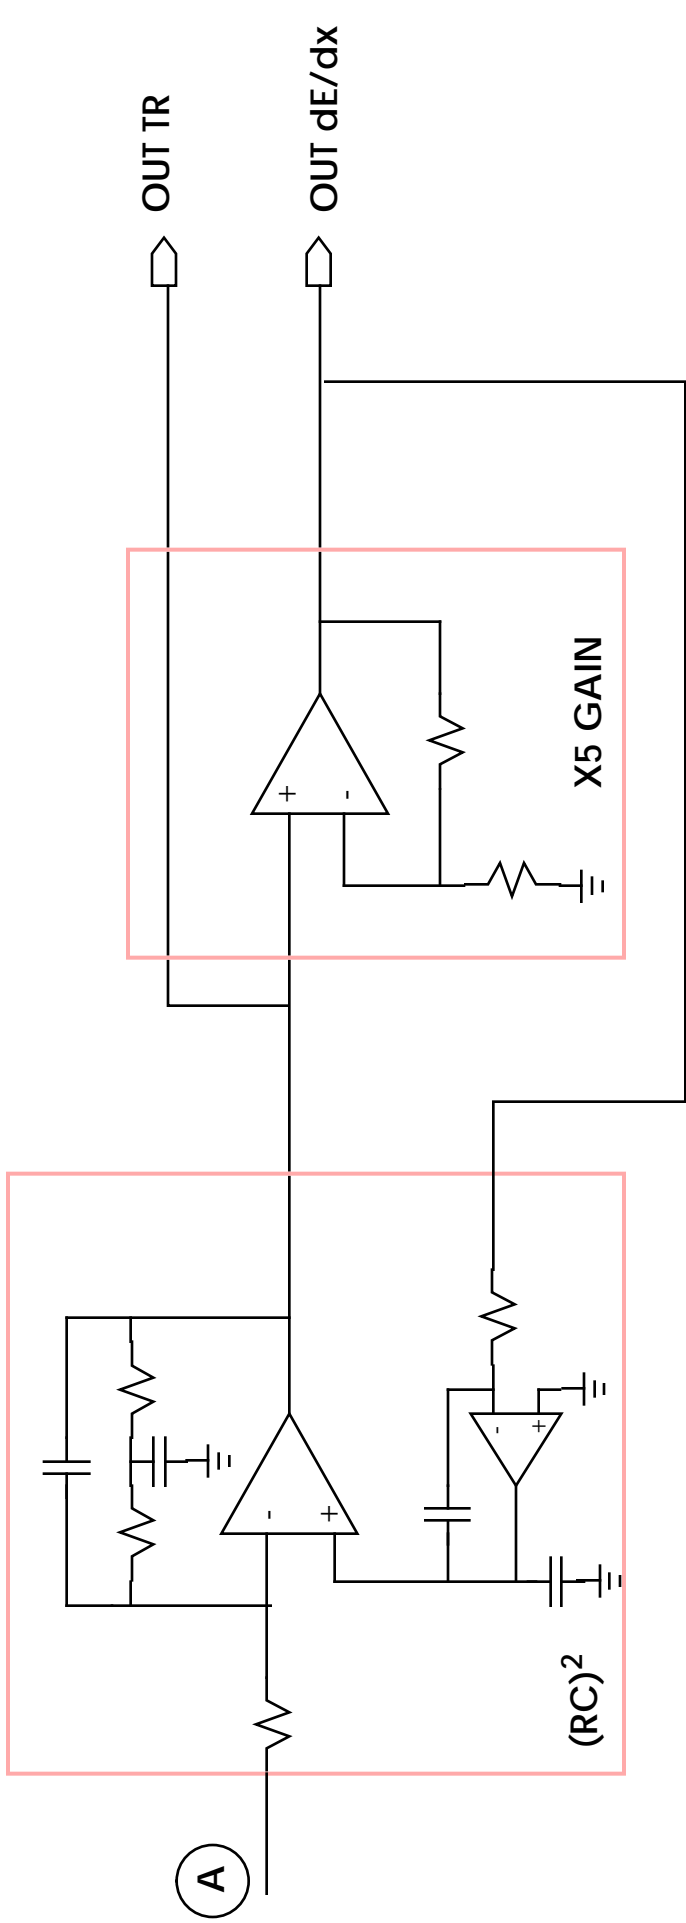 A
(RC)²
- +
- +
X5 GAIN
+ -
OUT TR
OUT dE/dx